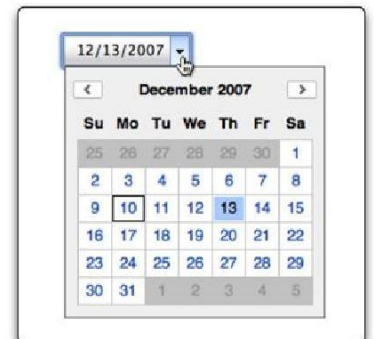 12/13/2007
< December 2007 >
Su Mo Tu We Th Fr Sa
25 26 27 28 29 30 1
2 3 4 5 6 7 8
9 10 11 12 13 14 15
16 17 18 19 20 21 22
23 24 25 26 27 28 29
30 31 1 2 3 4 5